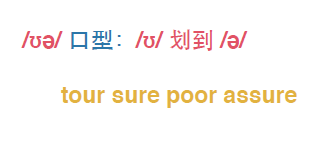 /ʊə/ 口型：/ʊ/ 划到 /ə/
tour sure poor assure